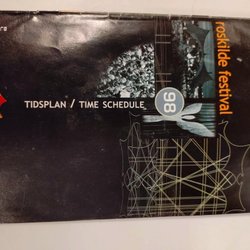 roskilde festival
98
TIDSPLAN / TIME SCHEDULE